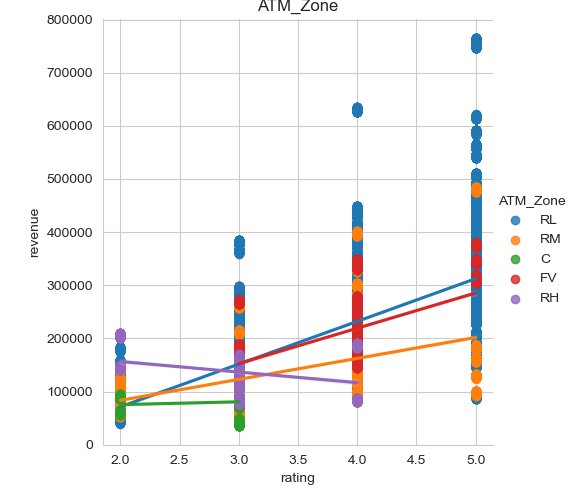 ATM_Zone
800000
700000
600000
500000
400000
300000
200000
100000
0
revenue
2.0 2.5 3.0 3.5 4.0 4.5 5.0
rating
ATM_Zone
RL
RM
C
FV
RH